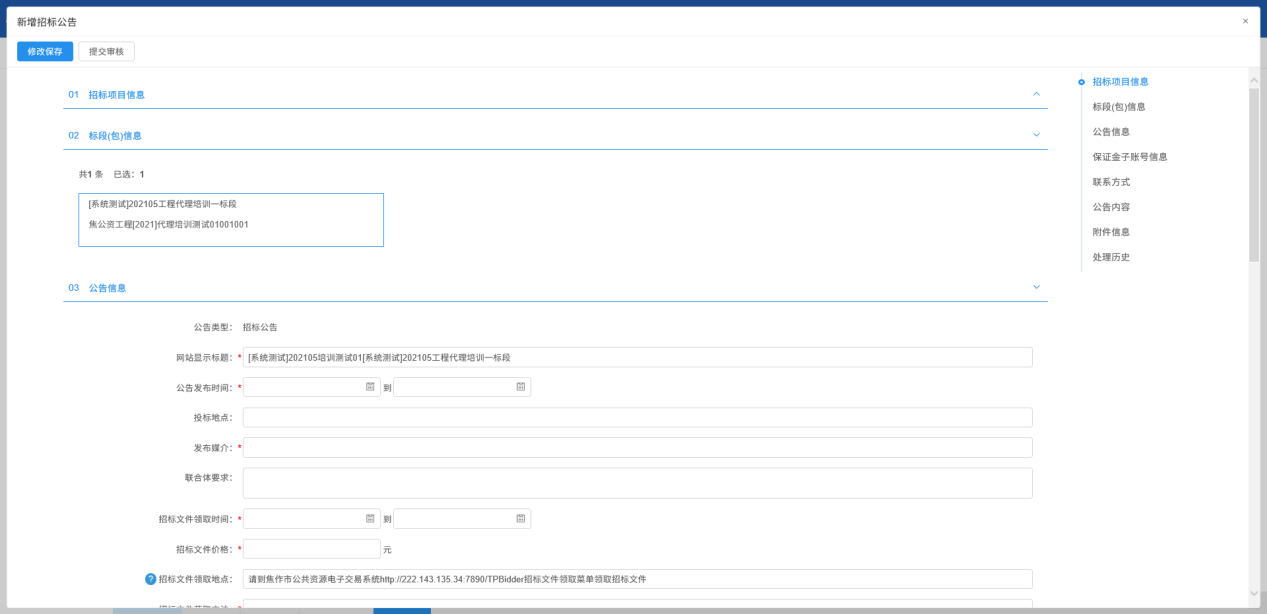 新增招标公告
×
修改保存 提交审核
01 招标项目信息
02 标段(包)信息
共1 条 已选：1
[系统测试]202105工程代理培训一标段
焦公资工程[2021]代理培训测试01001001
03 公告信息
公告类型： 招标公告
网站显示标题： * [系统测试]202105培训测试01[系统测试]202105工程代理培训一标段
公告发布时间： * 到
投标地点：
发布媒介： *
联合体要求：
招标文件领取时间： * 到
招标文件价格： * 元
? 招标文件领取地点： 请到焦作市公共资源电子交易系统http://222.143.135.34:7890/TPBidder招标文件领取菜单领取招标文件
招标项目信息
标段(包)信息
公告信息
保证金子账号信息
联系方式
公告内容
附件信息
处理历史